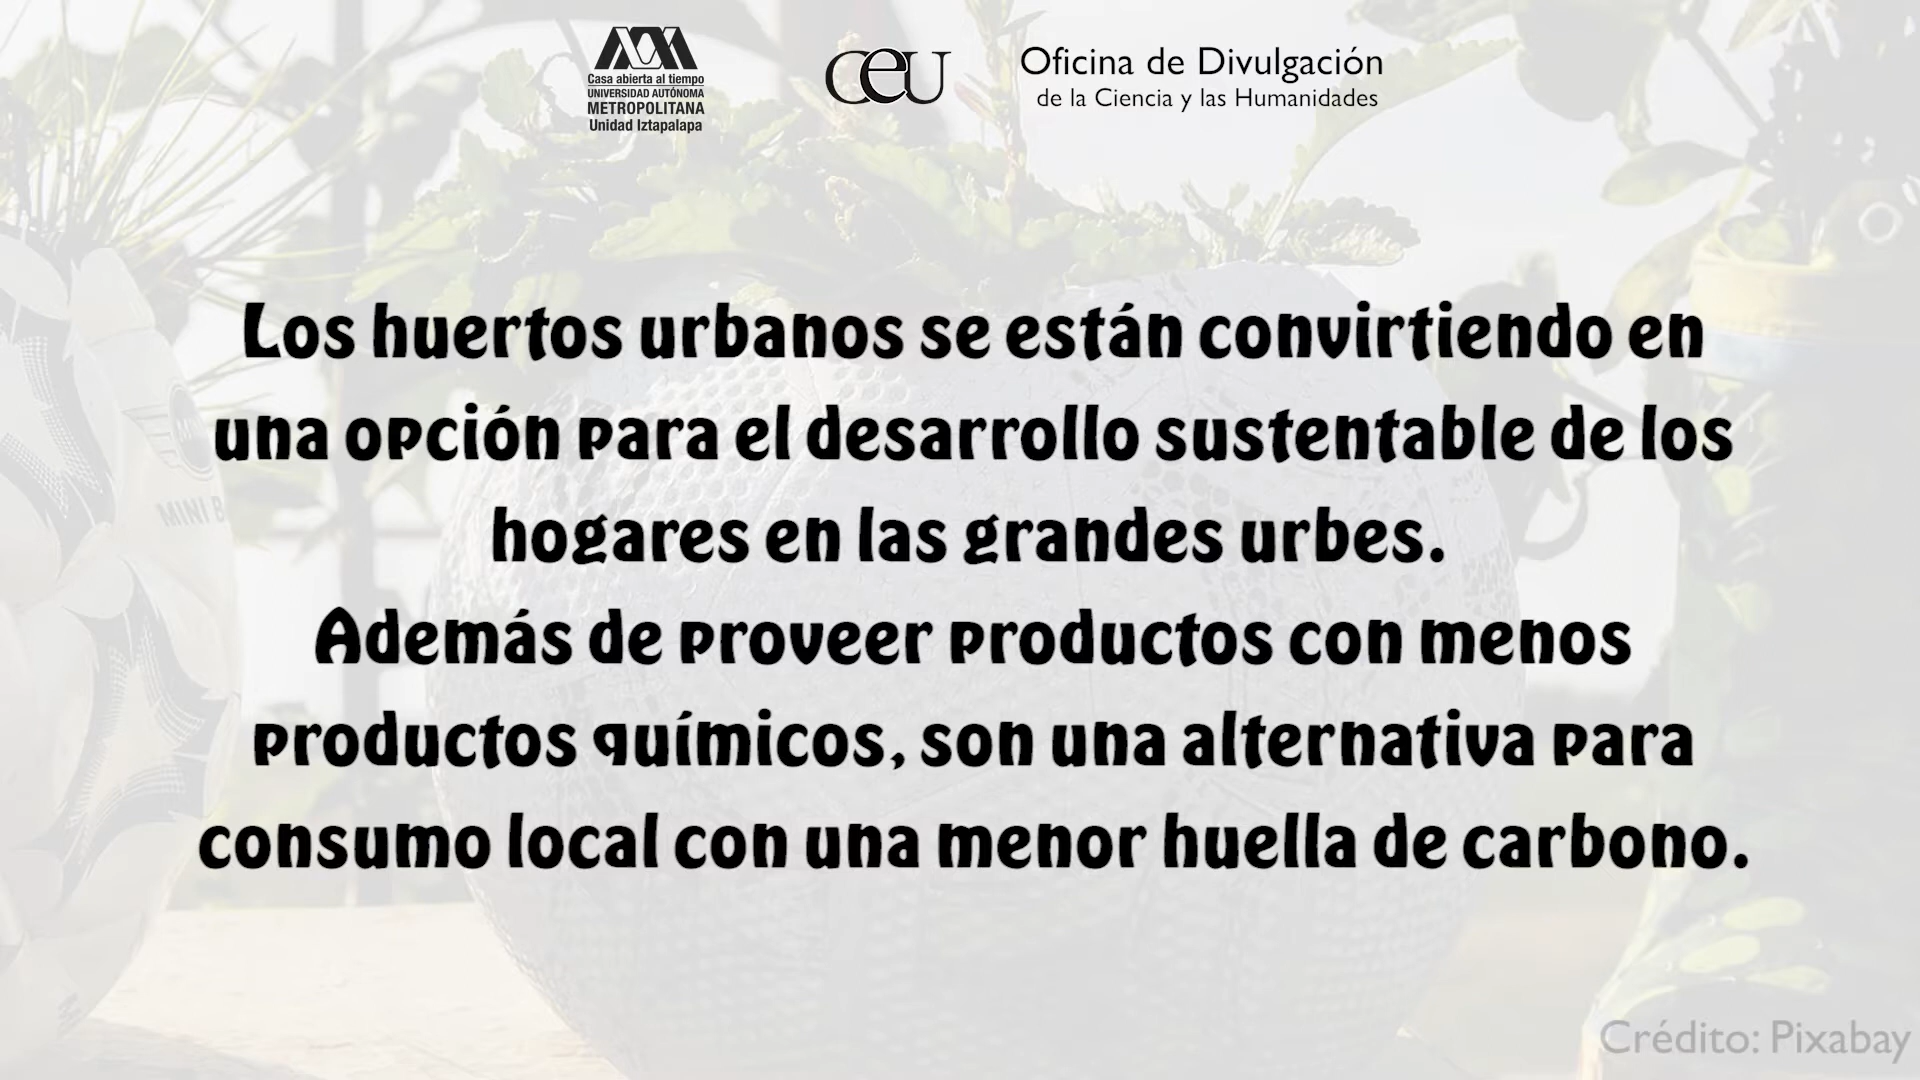 Casa abierta al tiempo
UNIVERSIDAD AUTÓNOMA
METROPOLITANA
Unidad Iztapalapa
ceu
Oficina de Divulgación
de la Ciencia y las Humanidades
Los huertos urbanos se están convirtiendo en
una opción para el desarrollo sustentable de los
hogares en las grandes urbes.
Además de proveer productos con menos
productos químicos, son una alternativa para
consumo local con una menor huella de carbono.
MINI B
Crédito: Pixabay